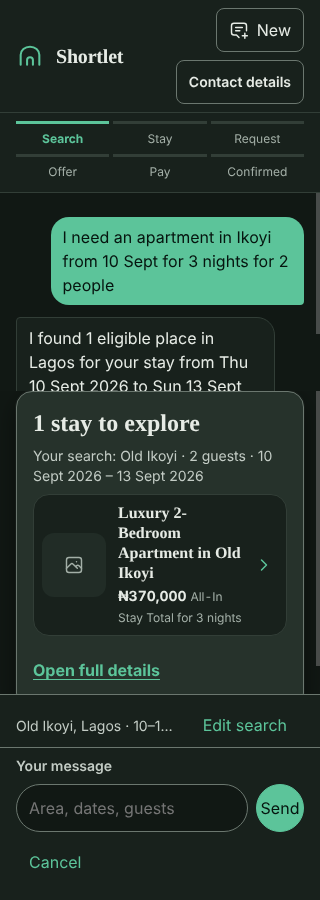 New
Shortlet
Contact details
Search
Stay
Request
Offer
Pay
Confirmed
I need an apartment in Ikoyi
from 10 Sept for 3 nights for 2
people
I found 1 eligible place in
Lagos for your stay from Thu
10 Sept 2026 to Sun 13 Sept
1 stay to explore
Your search: Old Ikoyi · 2 guests · 10
Sept 2026 – 13 Sept 2026
Luxury 2-
Bedroom
Apartment in Old
Ikoyi
₦370,000 All-In
Stay Total for 3 nights
Open full details
Old Ikoyi, Lagos · 10–1...
Edit search
Your message
Area, dates, guests
Send
Cancel